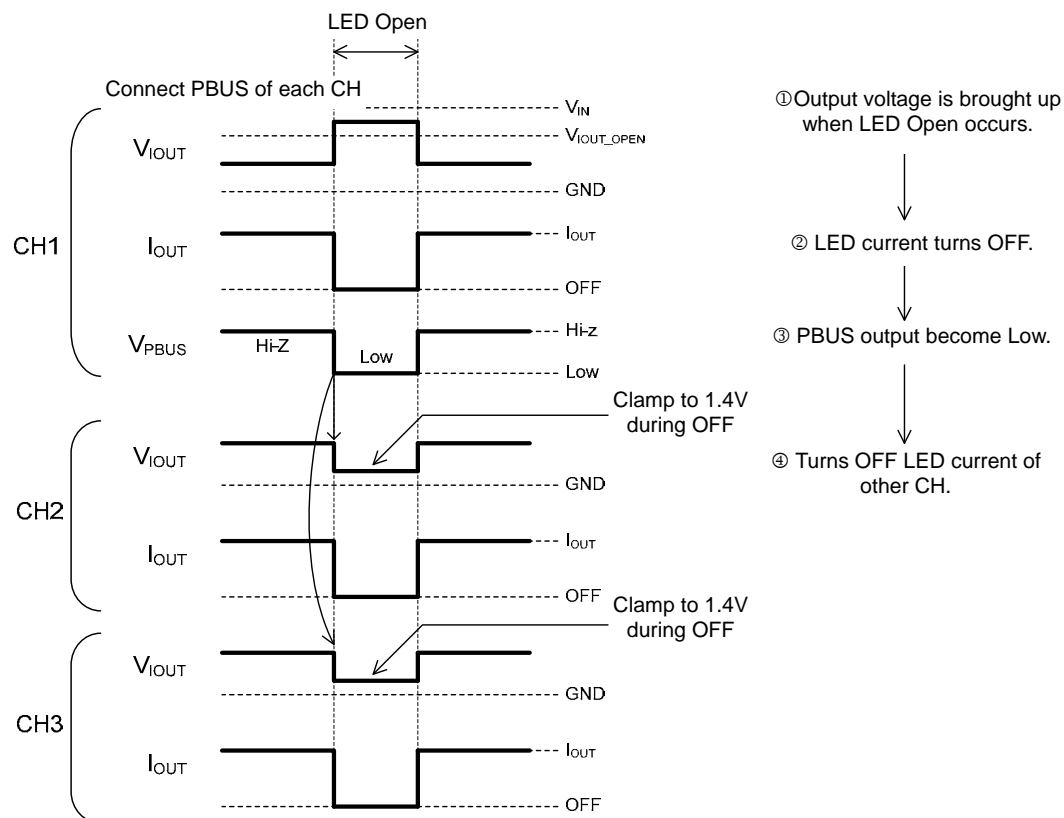 LED Open
Connect PBUS of each CH
CH1
VIOUT
VIN
VIOUT_OPEN
GND
IOUT
IOUT
OFF
VPBUS
Hi-Z
Low
Hi-z
Low
CH2
VIOUT
Clamp to 1.4V
during OFF
GND
IOUT
IOUT
OFF
CH3
VIOUT
Clamp to 1.4V
during OFF
GND
IOUT
IOUT
OFF
①Output voltage is brought up
when LED Open occurs.
② LED current turns OFF.
③ PBUS output become Low.
④ Turns OFF LED current of
other CH.